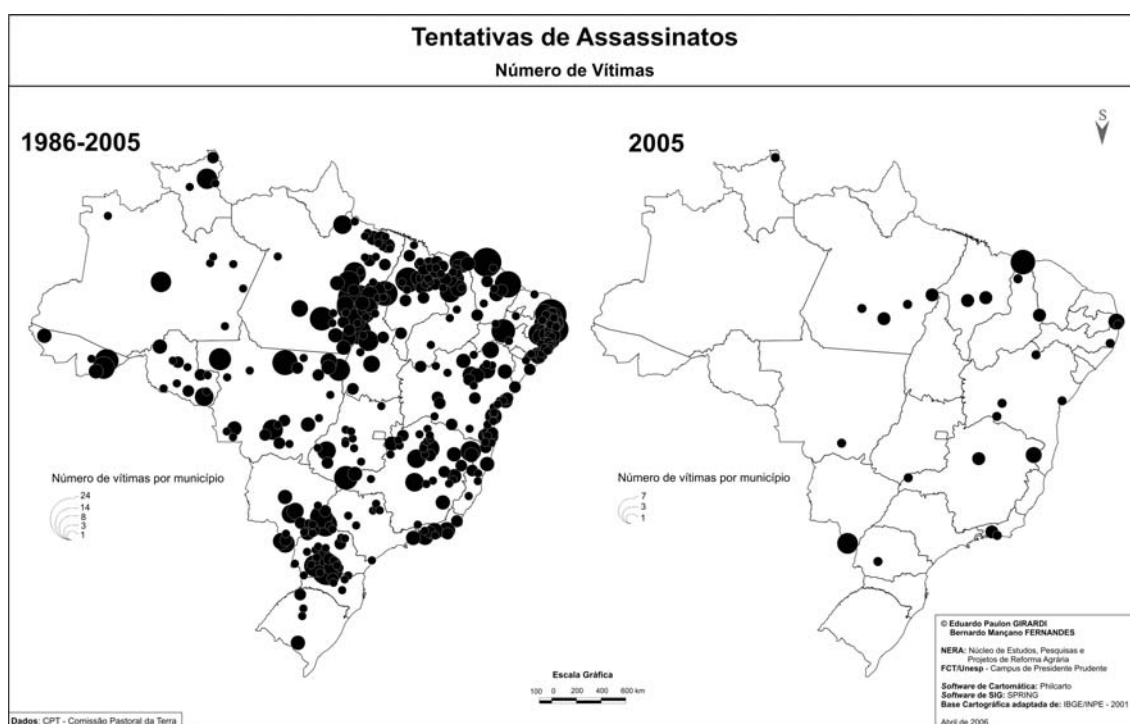 Tentativas de Assassinatos
Número de Vítimas
1986-2005
2005
S
Número de vítimas por município
24
14
8
3
1
Número de vítimas por município
7
3
1
Escala Gráfica
100 0 200 400 600 km
© Eduardo Paulon GIRARDI
Bernardo Mançano FERNANDES
NERA: Núcleo de Estudos, Pesquisas e
Projetos de Reforma Agrária
FCT/Unesp - Campus de Presidente Prudente
Software de Cartomática: Philcarto
Software de SIG: SPRING
Base Cartográfica adaptada de: IBGE/INPE - 2001
Abril de 2006
Dados: CPT - Comissão Pastoral da Terra